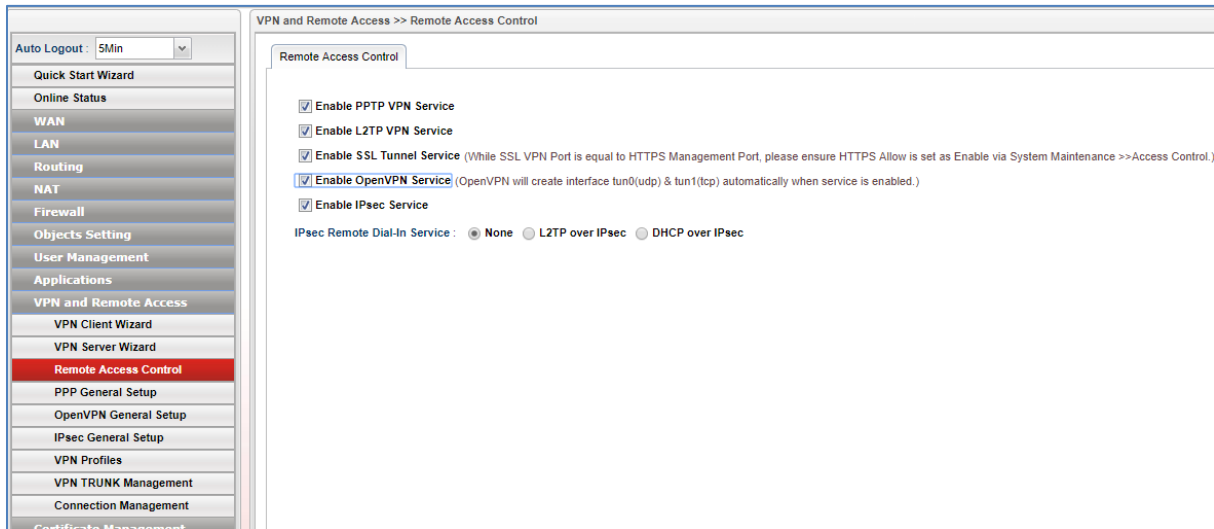 VPN and Remote Access >> Remote Access Control
Auto Logout : 5Min
Quick Start Wizard
Online Status
WAN
LAN
Routing
NAT
Firewall
Objects Setting
User Management
Applications
VPN and Remote Access
VPN Client Wizard
VPN Server Wizard
Remote Access Control
PPP General Setup
OpenVPN General Setup
IPsec General Setup
VPN Profiles
VPN TRUNK Management
Connection Management
Certificate Management
Remote Access Control
Enable PPTP VPN Service
Enable L2TP VPN Service
Enable SSL Tunnel Service (While SSL VPN Port is equal to HTTPS Management Port, please ensure HTTPS Allow is set as Enable via System Maintenance >>Access Control.)
Enable OpenVPN Service (OpenVPN will create interface tun0(udp) & tun1(tcp) automatically when service is enabled.)
Enable IPsec Service
IPsec Remote Dial-In Service : None L2TP over IPsec DHCP over IPsec